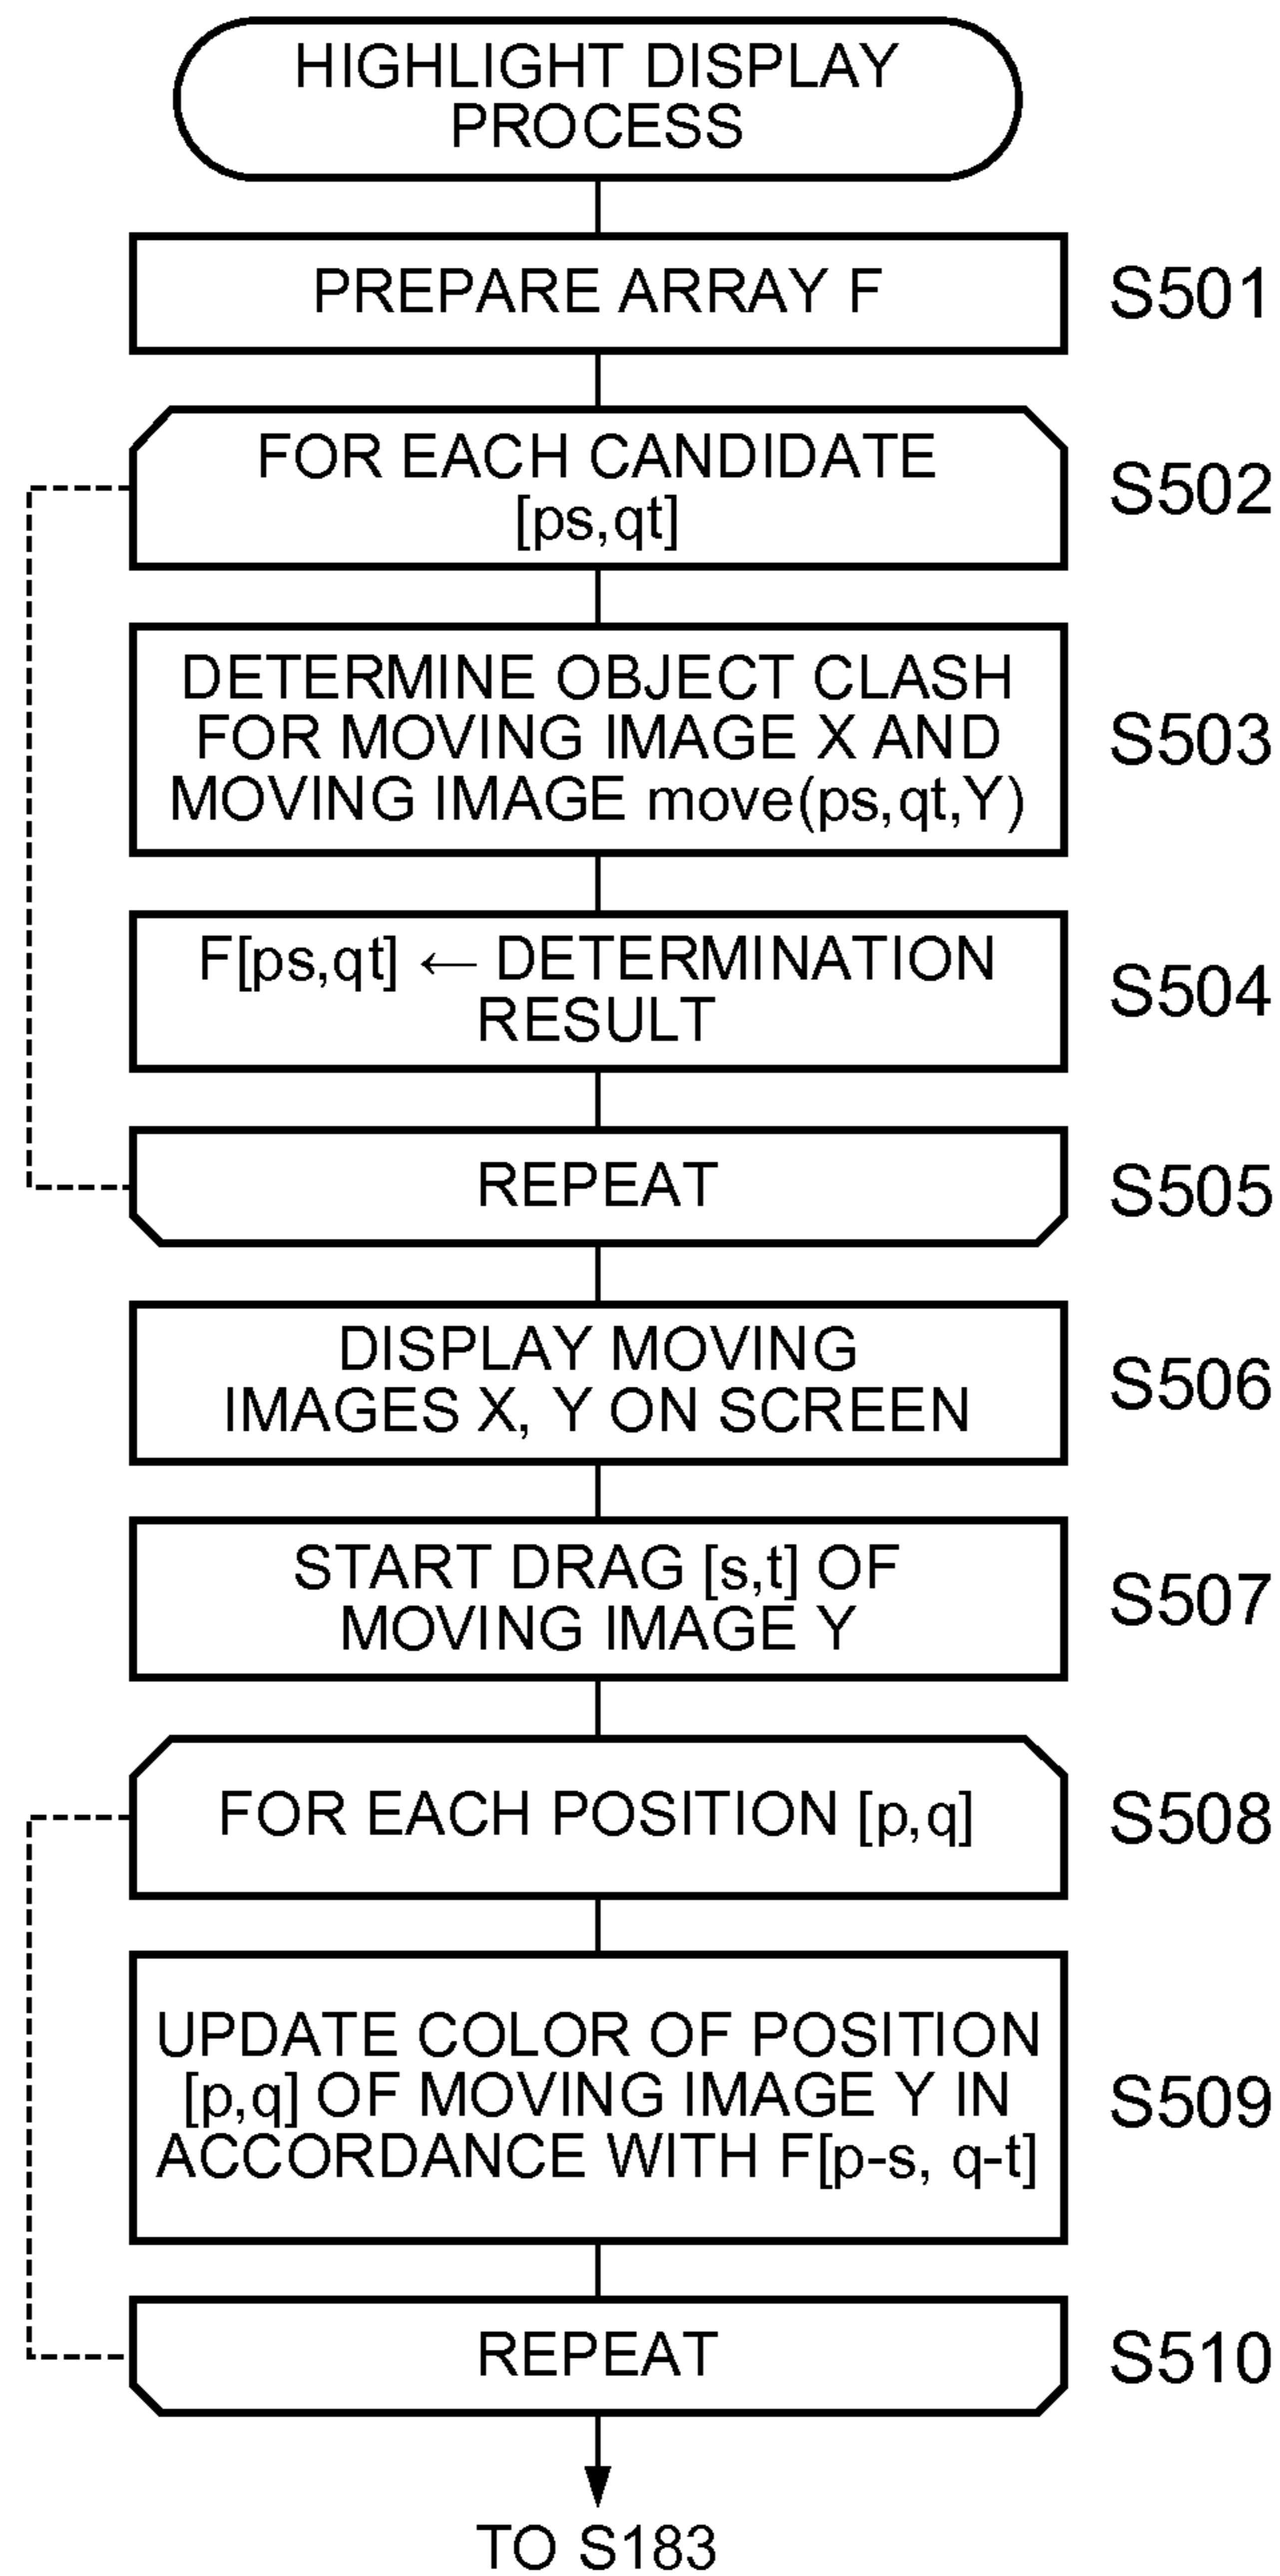 HIGHLIGHT DISPLAY
PROCESS
PREPARE ARRAY F
S501
FOR EACH CANDIDATE
[ps,qt]
S502
DETERMINE OBJECT CLASH
FOR MOVING IMAGE X AND
MOVING IMAGE move(ps,qt,Y)
S503
F[ps,qt] ← DETERMINATION
RESULT
S504
REPEAT
S505
DISPLAY MOVING
IMAGES X, Y ON SCREEN
S506
START DRAG [s,t] OF
MOVING IMAGE Y
S507
FOR EACH POSITION [p,q]
S508
UPDATE COLOR OF POSITION
[p,q] OF MOVING IMAGE Y IN
ACCORDANCE WITH F[p-s, q-t]
S509
REPEAT
S510
TO S183